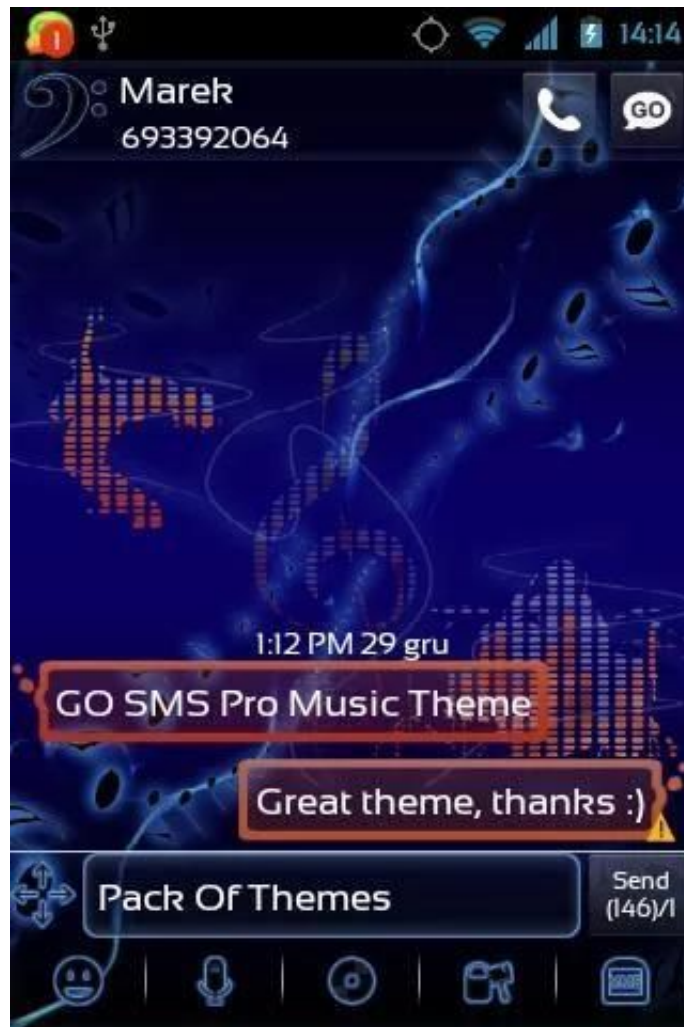 1
14:14
Marek
693392064
GO
1:12 PM 29 gru
GO SMS Pro Music Theme
Great theme, thanks :)
Pack Of Themes
Send
(146)/1